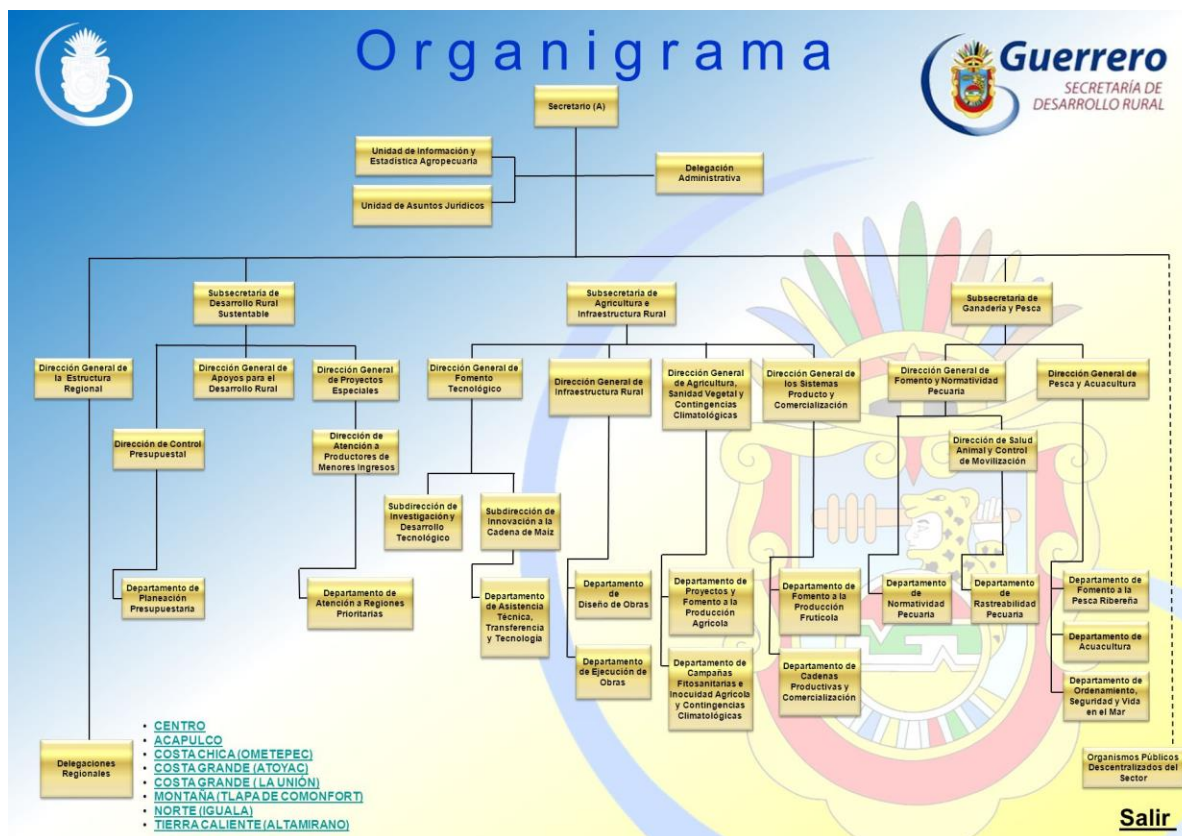 Organigrama
Guerrero
SECRETARÍA DE
DESARROLLO RURAL
Secretario (A)
Unidad de Información y
Estadística Agropecuaria
Delegación
Administrativa
Unidad de Asuntos Jurídicos
Subsecretaría de
Desarrollo Rural
Sustentable
Subsecretaría de
Agricultura e
Infraestructura Rural
Subsecretaría de
Ganadería y Pesca
Dirección General de
la Estructura
Regional
Dirección General de
Apoyos para el
Desarrollo Rural
Dirección General
de Proyectos
Especiales
Dirección General de
Fomento
Tecnológico
Dirección General de
Infraestructura Rural
Dirección General
de Agricultura,
Sanidad Vegetal y
Contingencias
Climatológicas
Dirección General de
los Sistemas
Producto y
Comercialización
Dirección General de
Fomento y Normatividad
Pecuaria
Dirección General
de Pesca y Acuacultura
Dirección de Control
Presupuestal
Dirección de
Atención a
Productores de
Menores Ingresos
Dirección de Salud
Animal y Control
de Movilización
Subdirección de
Investigación y
Desarrollo
Tecnológico
Subdirección de
Innovación a la
Cadena de Maíz
Departamento de
Planeación
Presupuestaria
Departamento de
Atención a Regiones
Prioritarias
Departamento
de Asistencia
Técnica,
Transferencia
y Tecnología
Departamento
de
Diseño de Obras
Departamento de
Proyectos y
Fomento a la
Producción
Agrícola
Departamento de
Fomento a la
Producción
Frutícola
Departamento
de
Normatividad
Pecuaria
Departamento
de
Rastreabilidad
Pecuaria
Departamento de
Fomento a la
Pesca Ribereña
Departamento de
Acuacultura
Departamento
de Ejecución de
Obras
Departamento de
Campañas
Fitosanitarias e
Inocuidad Agrícola
y Contingencias
Climatológicas
Departamento de
Cadenas
Productivas y
Comercialización
Departamento de
Ordenamiento,
Seguridad y Vida
en el Mar
Delegaciones
Regionales
• CENTRO
• ACAPULCO
• COSTA CHICA (OMETEPEC)
• COSTA GRANDE (ATOYAC)
• COSTA GRANDE ( LA UNIÓN)
• MONTAÑA (TLAPA DE COMONFORT)
• NORTE (IGUALA)
• TIERRA CALIENTE (ALTAMIRANO)
Organismos Públicos
Descentralizados del
Sector
Salir